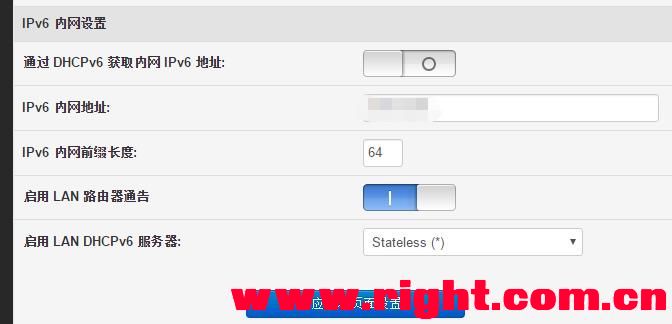 IPv6 内网设置
通过 DHCPv6 获取内网 IPv6 地址:
IPv6 内网地址:
IPv6 内网前缀长度:
64
启用 LAN 路由器通告
启用 LAN DHCPv6 服务器:
Stateless (*)
www.right.com.cn